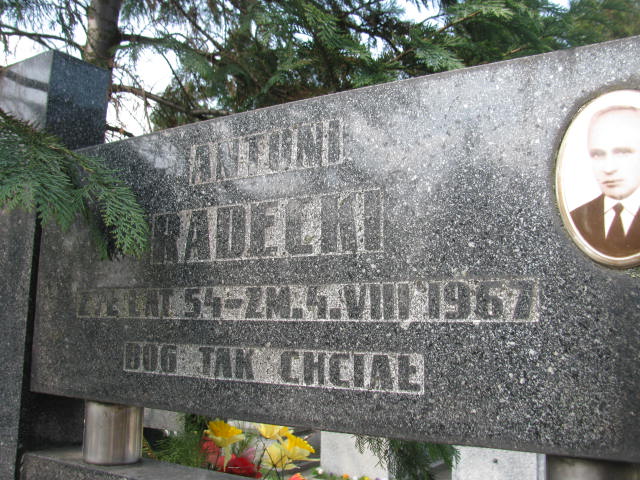 ANTONI
RADECKI
ŻYŁ LAT 54-ZM. 4. VIII 1967
BÓG TAK CHCIAŁ